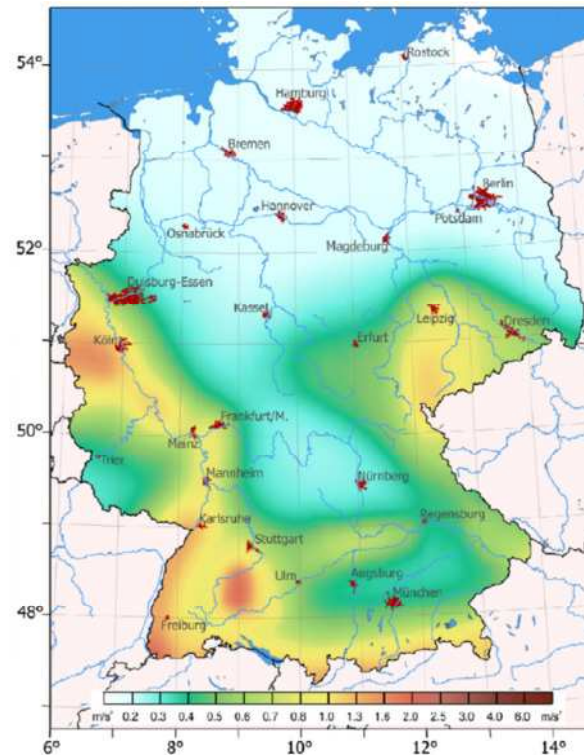 54°
Rostock
Hamburg
Bremen
Berlin
Hannover
Potsdam
Osnabrück
Magdeburg
52°
Duisburg-Essen
Kassel
Leipzig
Dresden
Köln
Erfurt
Frankfurt/M.
50°
Mainz
Trier
Mannheim
Nürnberg
Karlsruhe
Regensburg
Stuttgart
Ulm
Augsburg
München
48°
Freiburg
m/s² 0.2 0.3 0.4 0.5 0.6 0.7 0.8 1.0 1.3 1.6 2.0 3.0 4.0 6.0 m/s²
6° 8° 10° 12° 14°